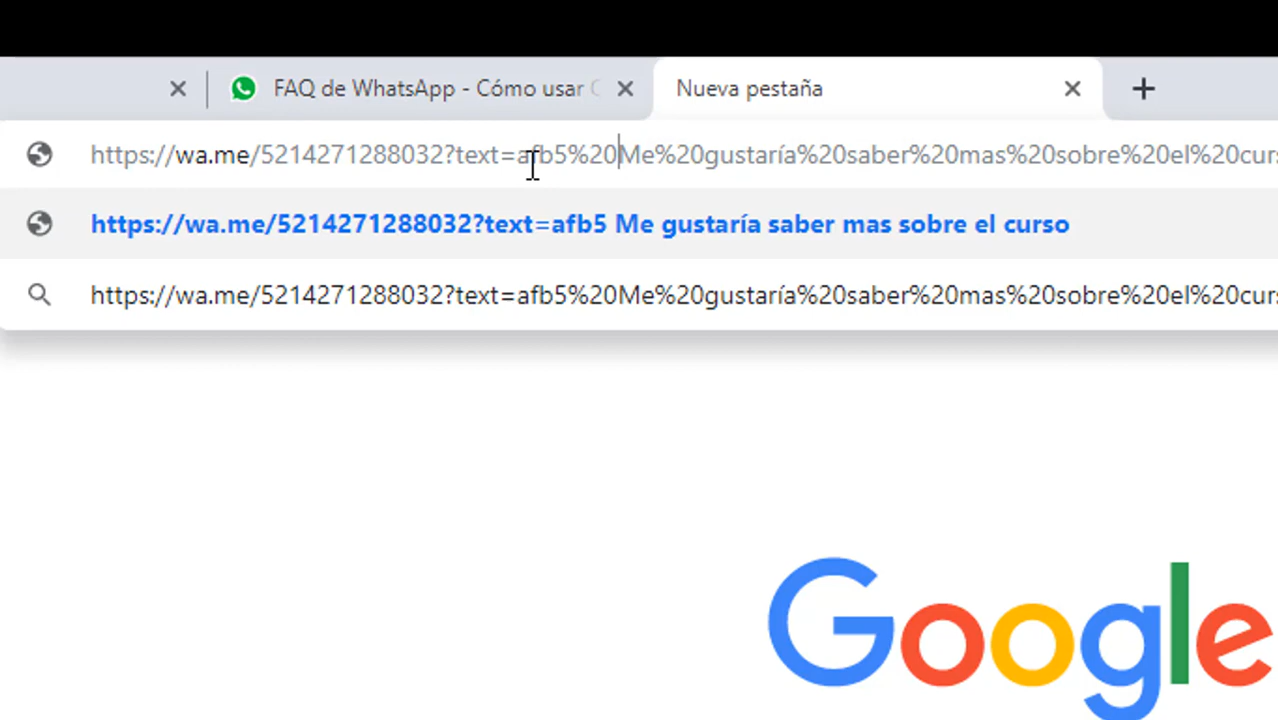 FAQ de WhatsApp - Cómo usar
Nueva pestaña
https://wa.me/5214271288032?text=afb5%20Me%20gustaría%20saber%20mas%20sobre%20el%20curs
https://wa.me/5214271288032?text=afb5 Me gustaría saber mas sobre el curso
https://wa.me/5214271288032?text=afb5%20Me%20gustaría%20saber%20mas%20sobre%20el%20curs
Google